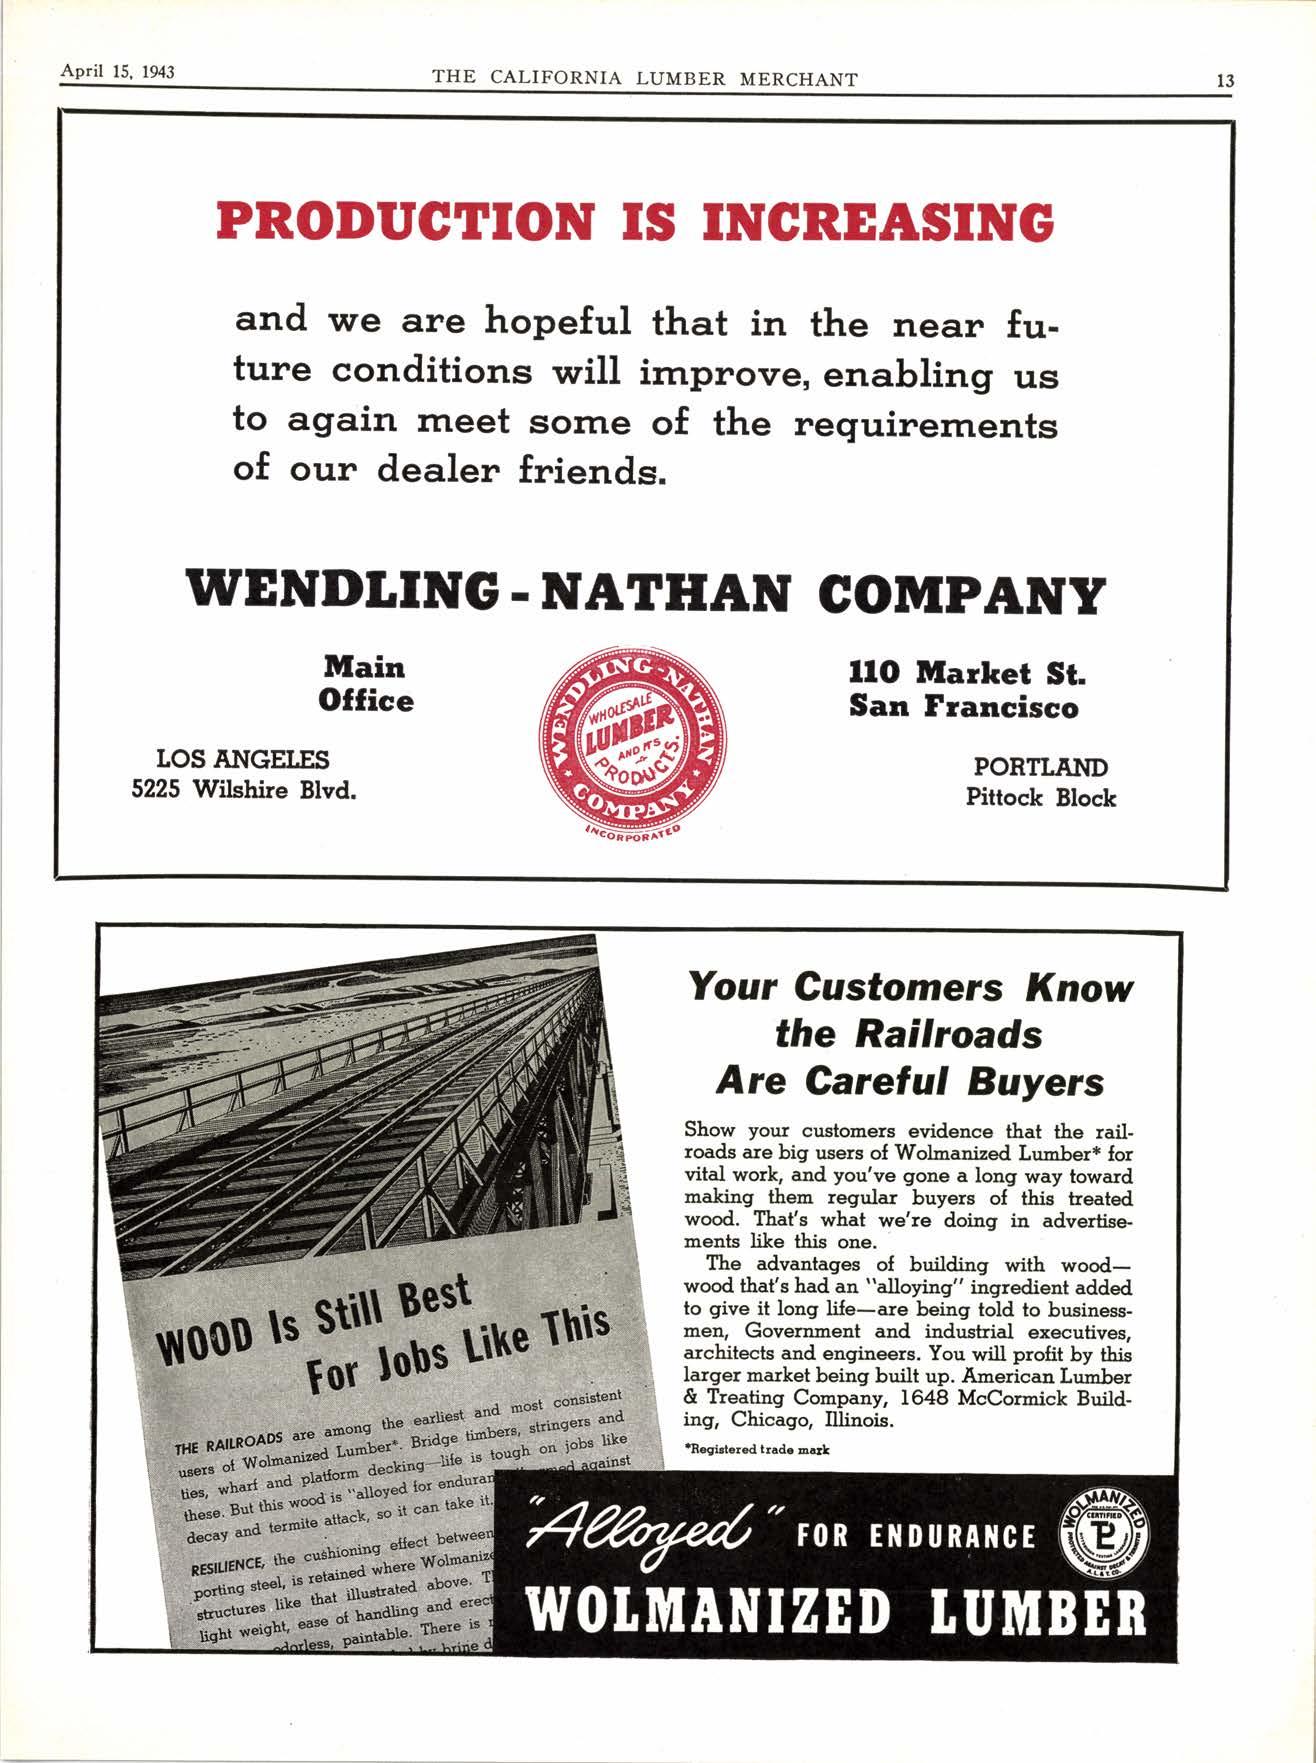 April 15, 1943
THE CALIFORNIA LUMBER MERCHANT
13
PRODUCTION IS INCREASING
and we are hopeful that in the near fu-
ture conditions will improve, enabling us
to again meet some of the requirements
of our dealer friends.
WENDLING - NATHAN COMPANY
Main
Office
LOS ANGELES
5225 Wilshire Blvd.
WENDLING-NATHAN
WHOLESALE
LUMBER
AND ITS
PRODUCTS.
COMPANY
INCORPORATED
110 Market St.
San Francisco
PORTLAND
Pittock Block
WOOD Is Still Best
For Jobs Like This
THE RAILROADS are among the earliest and most consistent
users of Wolmanized Lumber*. Bridge timbers, stringers and
ties, wharf and platform decking—life is tough on jobs like
these. But this wood is "alloyed for enduran against
decay and termite attack, so it can take it.
RESILIENCE, the cushioning effect between
porting steel, is retained where Wolmanize
structures like that illustrated above. T
light weight, ease of handling and erect
odorless, paintable. There is
by brine d
Your Customers Know
the Railroads
Are Careful Buyers
Show your customers evidence that the rail-
roads are big users of Wolmanized Lumber* for
vital work, and you've gone a long way toward
making them regular buyers of this treated
wood. That's what we're doing in advertise-
ments like this one.
The advantages of building with wood—
wood that's had an "alloying" ingredient added
to give it long life—are being told to business-
men, Government and industrial executives,
architects and engineers. You will profit by this
larger market being built up. American Lumber
& Treating Company, 1648 McCormick Build-
ing, Chicago, Illinois.
*Registered trade mark
"Alloyed" FOR ENDURANCE
WOLMANIZED
CERTIFIED
PROTECTED AGAINST DECAY & TERMITES
A.L.& T.CO.
WOLMANIZED LUMBER